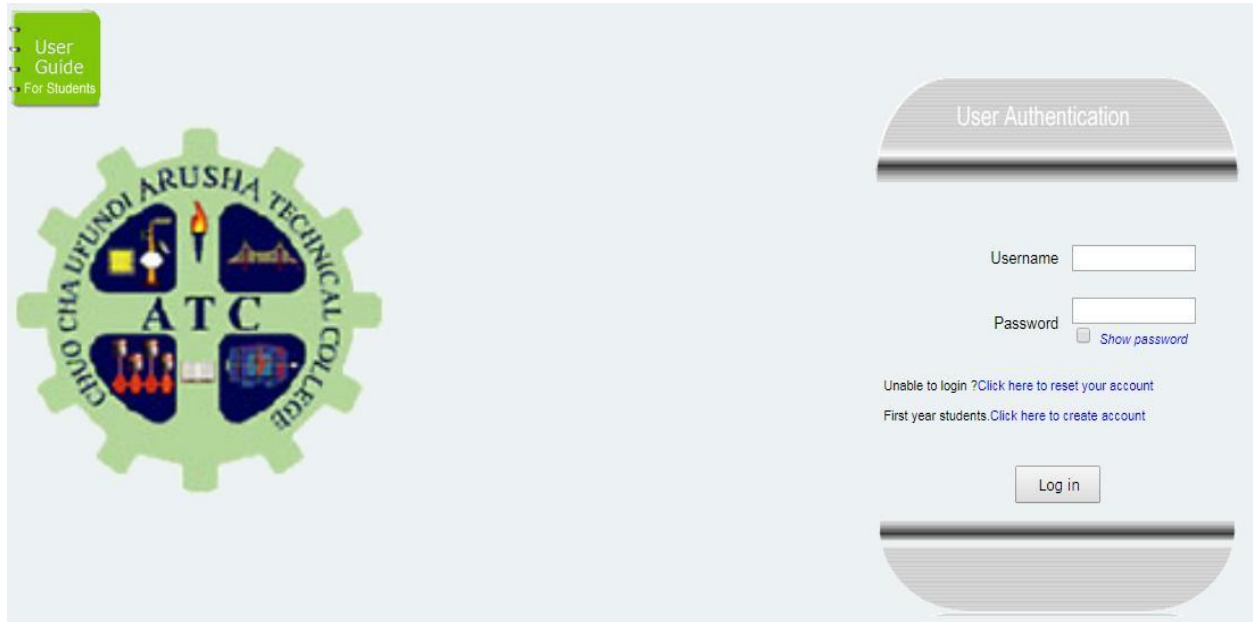 User
Guide
For Students
CHUO CHA UFUNDI ARUSHA TECHNICAL COLLEGE
A T C
User Authentication
Username
Password
Show password
Unable to login ?Click here to reset your account
First year students.Click here to create account
Log in